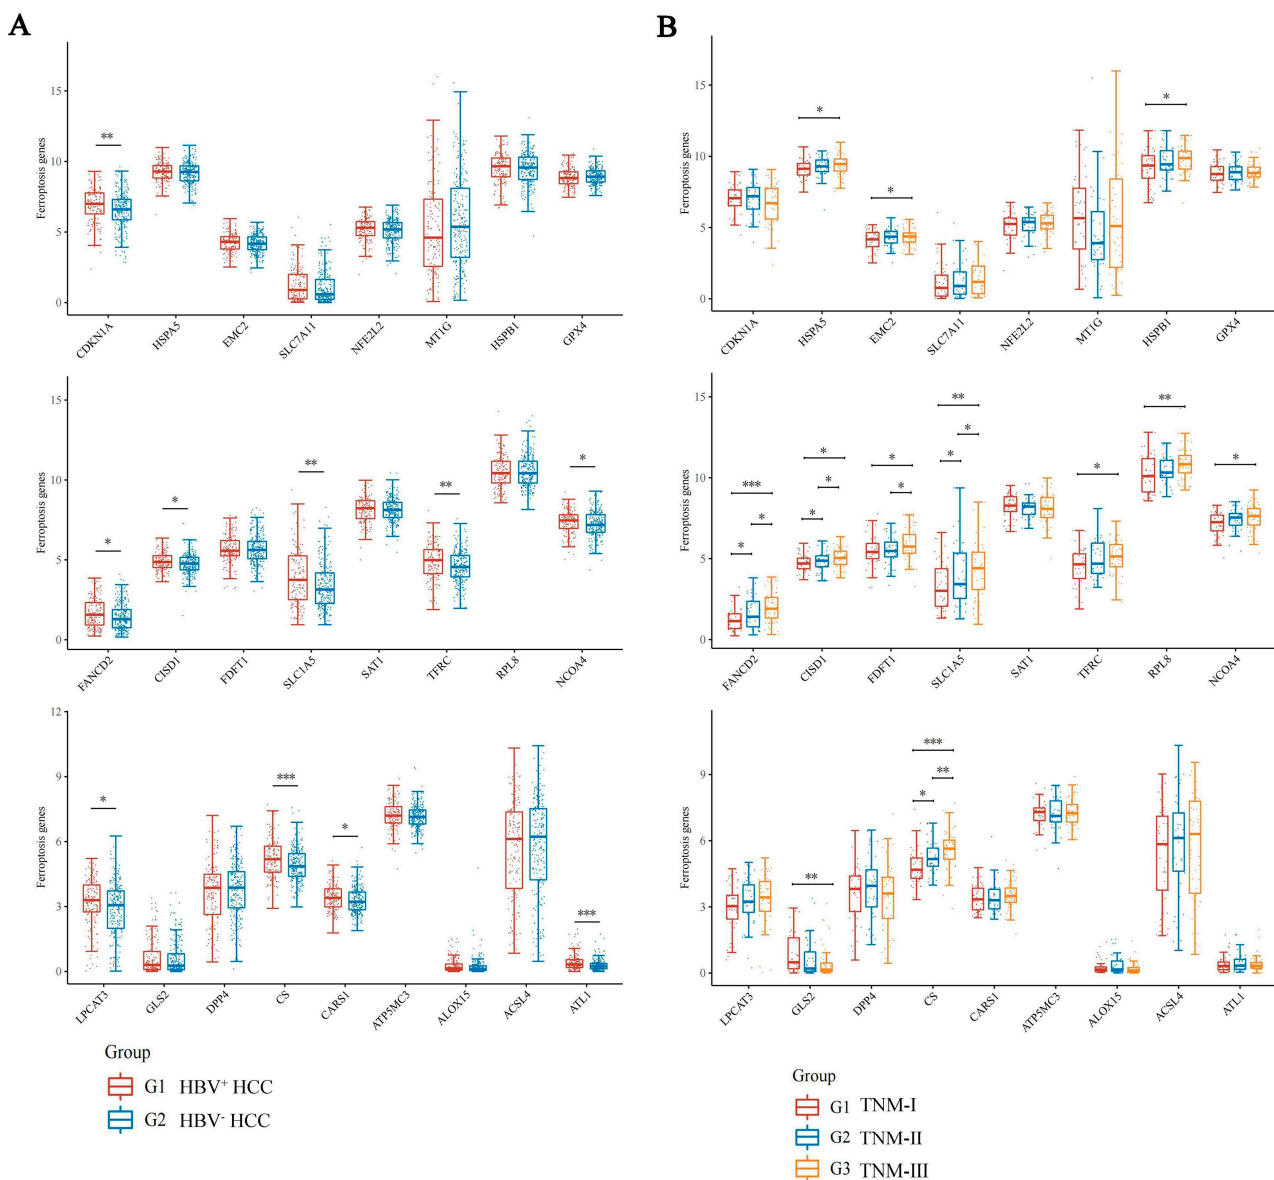 A
B
Ferroptosis genes
15
10
5
0
**
CDKN1A
HSPA5
EMC2
SLC7A11
NFE2L2
MT1G
HSPB1
GPX4
Ferroptosis genes
15
10
5
0
*
*
*
*
CDKN1A
HSPA5
EMC2
SLC7A11
NFE2L2
MT1G
HSPB1
GPX4
Ferroptosis genes
15
10
5
0
*
*
**
**
*
FANCD2
CISD1
FDFT1
SLC1A5
SAT1
TFRC
RPL8
NCOA4
Ferroptosis genes
15
10
5
0
***
*
*
*
*
*
*
*
**
*
*
*
**
*
FANCD2
CISD1
FDFT1
SLC1A5
SAT1
TFRC
RPL8
NCOA4
Ferroptosis genes
12
9
6
3
0
*
***
*
***
LPCAT3
GLS2
DPP4
CS
CARS1
ATP5MC3
ALOX15
ACSL4
ATL1
Ferroptosis genes
9
6
3
0
**
***
**
*
LPCAT3
GLS2
DPP4
CS
CARS1
ATP5MC3
ALOX15
ACSL4
ATL1
Group
G1 HBV⁺ HCC
G2 HBV⁻ HCC
Group
G1 TNM-I
G2 TNM-II
G3 TNM-III